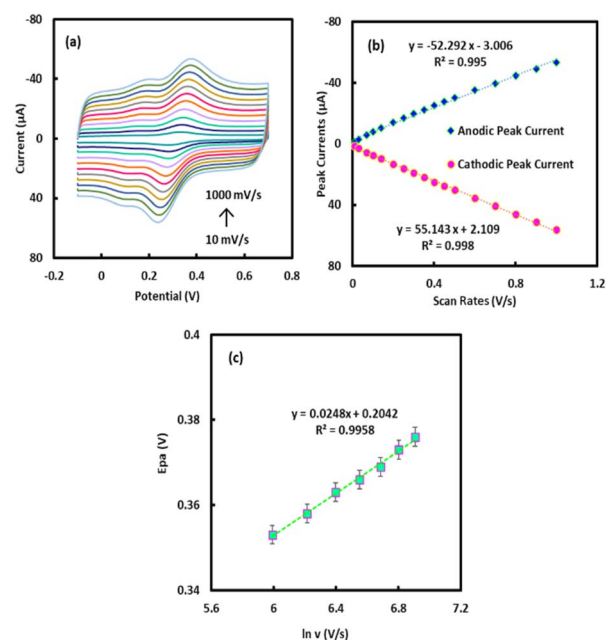 (a)
-80
-40
0
40
80
Current (µA)
1000 mV/s
10 mV/s
-0.2
0
0.2
0.4
0.6
0.8
Potential (V)
(b)
y = -52.292 x - 3.006
R² = 0.995
-80
-40
0
40
80
Peak Currents (µA)
Anodic Peak Current
Cathodic Peak Current
y = 55.143 x + 2.109
R² = 0.998
0
0.4
0.8
1.2
Scan Rates (V/s)
(c)
0.4
0.38
0.36
0.34
Epa (V)
y = 0.0248x + 0.2042
R² = 0.9958
5.6
6
6.4
6.8
7.2
ln v (V/s)